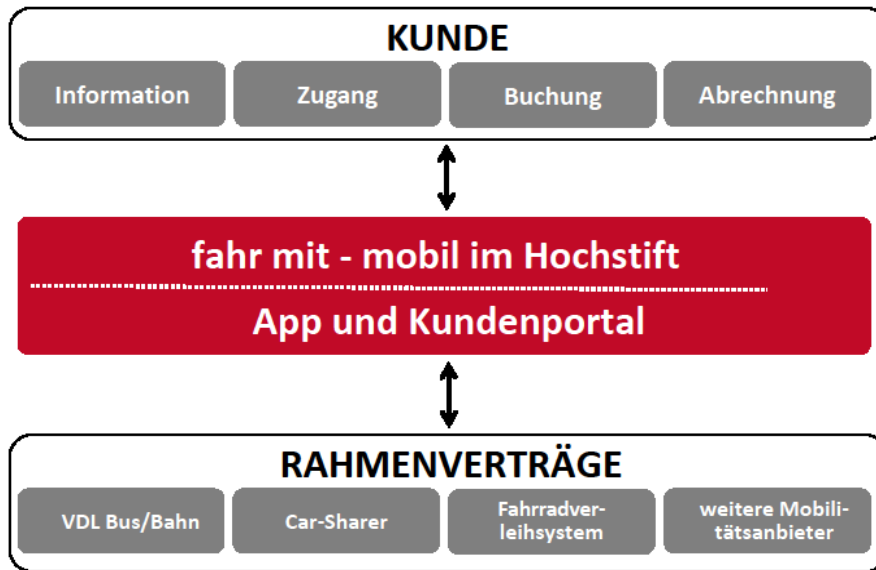 KUNDE
Information
Zugang
Buchung
Abrechnung
fahr mit - mobil im Hochstift
App und Kundenportal
RAHMENVERTRÄGE
VDL Bus/Bahn
Car-Sharer
Fahrradver-
leihsystem
weitere Mobili-
tätsanbieter